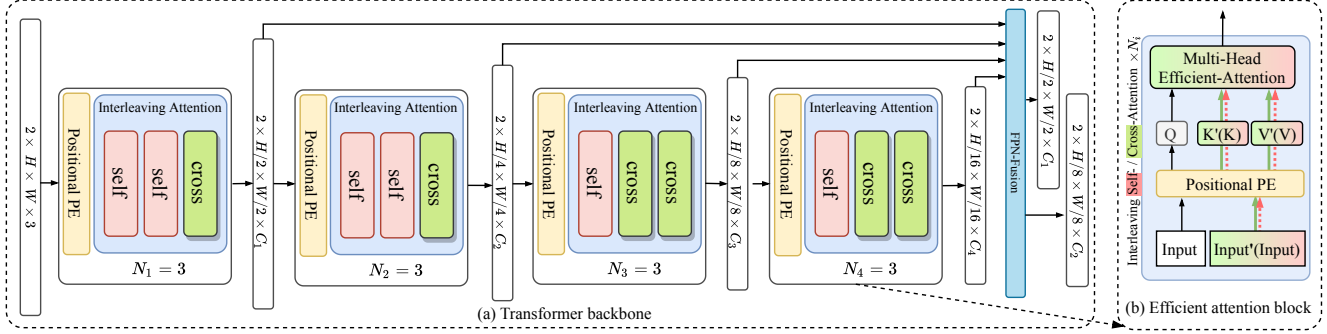 2 × H × W × 3
Positional PE
Interleaving Attention
self
self
cross
N₁ = 3
2 × H/2 × W/2 × C₁
Positional PE
Interleaving Attention
self
self
cross
N₂ = 3
2 × H/4 × W/4 × C₂
Positional PE
Interleaving Attention
self
cross
cross
N₃ = 3
2 × H/8 × W/8 × C₃
Positional PE
Interleaving Attention
self
cross
cross
N₄ = 3
2 × H/16 × W/16 × C₄
FPN-Fusion
2 × H/2 × W/2 × C₁
2 × H/8 × W/8 × C₂
(a) Transformer backbone
Interleaving Self- / Cross-Attention × Nᵢ
Multi-Head
Efficient-Attention
Q
K'(K)
V'(V)
Positional PE
Input
Input'(Input)
(b) Efficient attention block